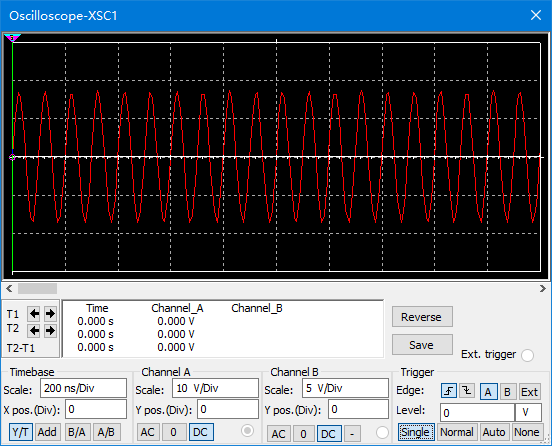 Oscilloscope-XSC1
Time Channel_A Channel_B
T1 0.000 s 0.000 V
T2 0.000 s 0.000 V
T2-T1 0.000 s 0.000 V
Reverse
Save
Ext. trigger
Timebase
Scale: 200 ns/Div
X pos.(Div): 0
Y/T Add B/A A/B
Channel A
Scale: 10 V/Div
Y pos.(Div): 0
AC 0 DC
Channel B
Scale: 5 V/Div
Y pos.(Div): 0
AC 0 DC -
Trigger
Edge: A B Ext
Level: 0 V
Single Normal Auto None